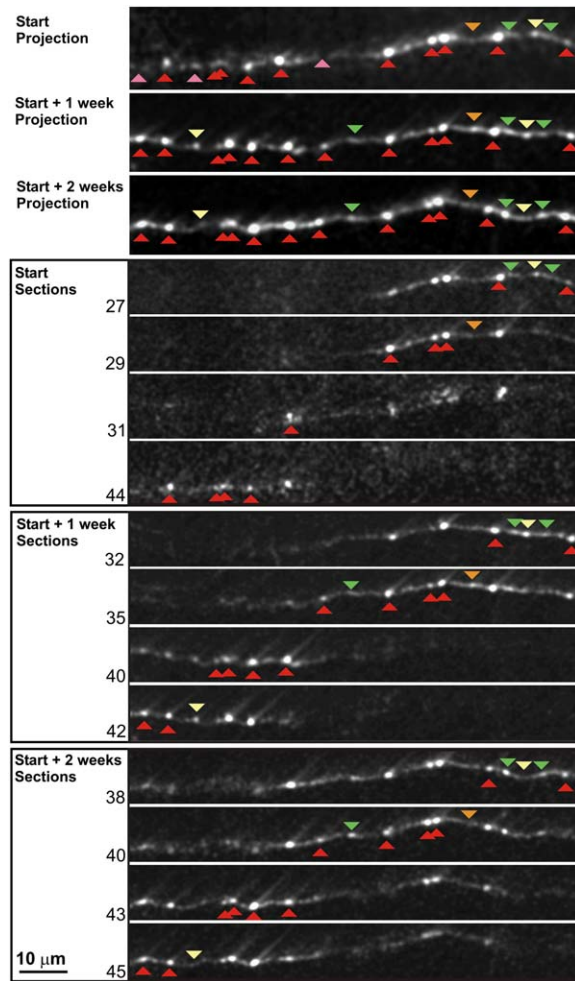 Start
Projection
Start + 1 week
Projection
Start + 2 weeks
Projection
Start
Sections
27
29
31
44
Start + 1 week
Sections
32
35
40
42
Start + 2 weeks
Sections
38
40
43
45
10 μm